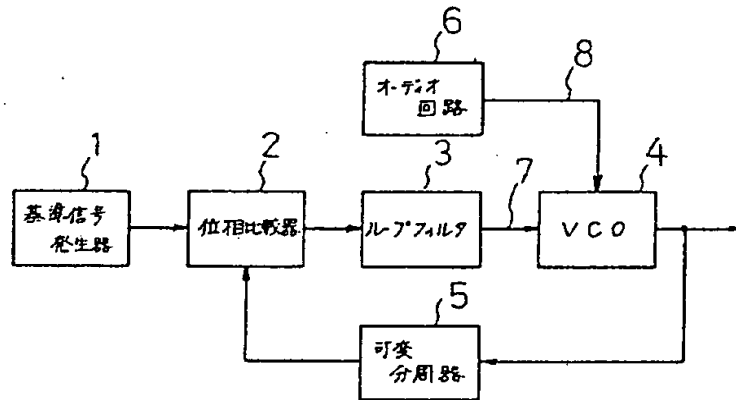 6
8
オーディオ
回路
1
2
3
7
4
基準信号
発生器
位相比較器
ループフィルタ
VCO
5
可変
分周器